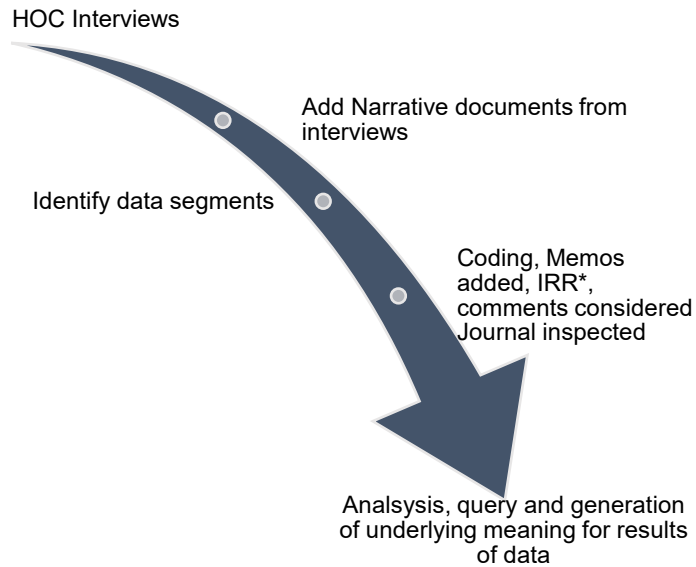 HOC Interviews
Add Narrative documents from
interviews
Identify data segments
Coding, Memos
added, IRR*,
comments considered
Journal inspected
Analsysis, query and generation
of underlying meaning for results
of data